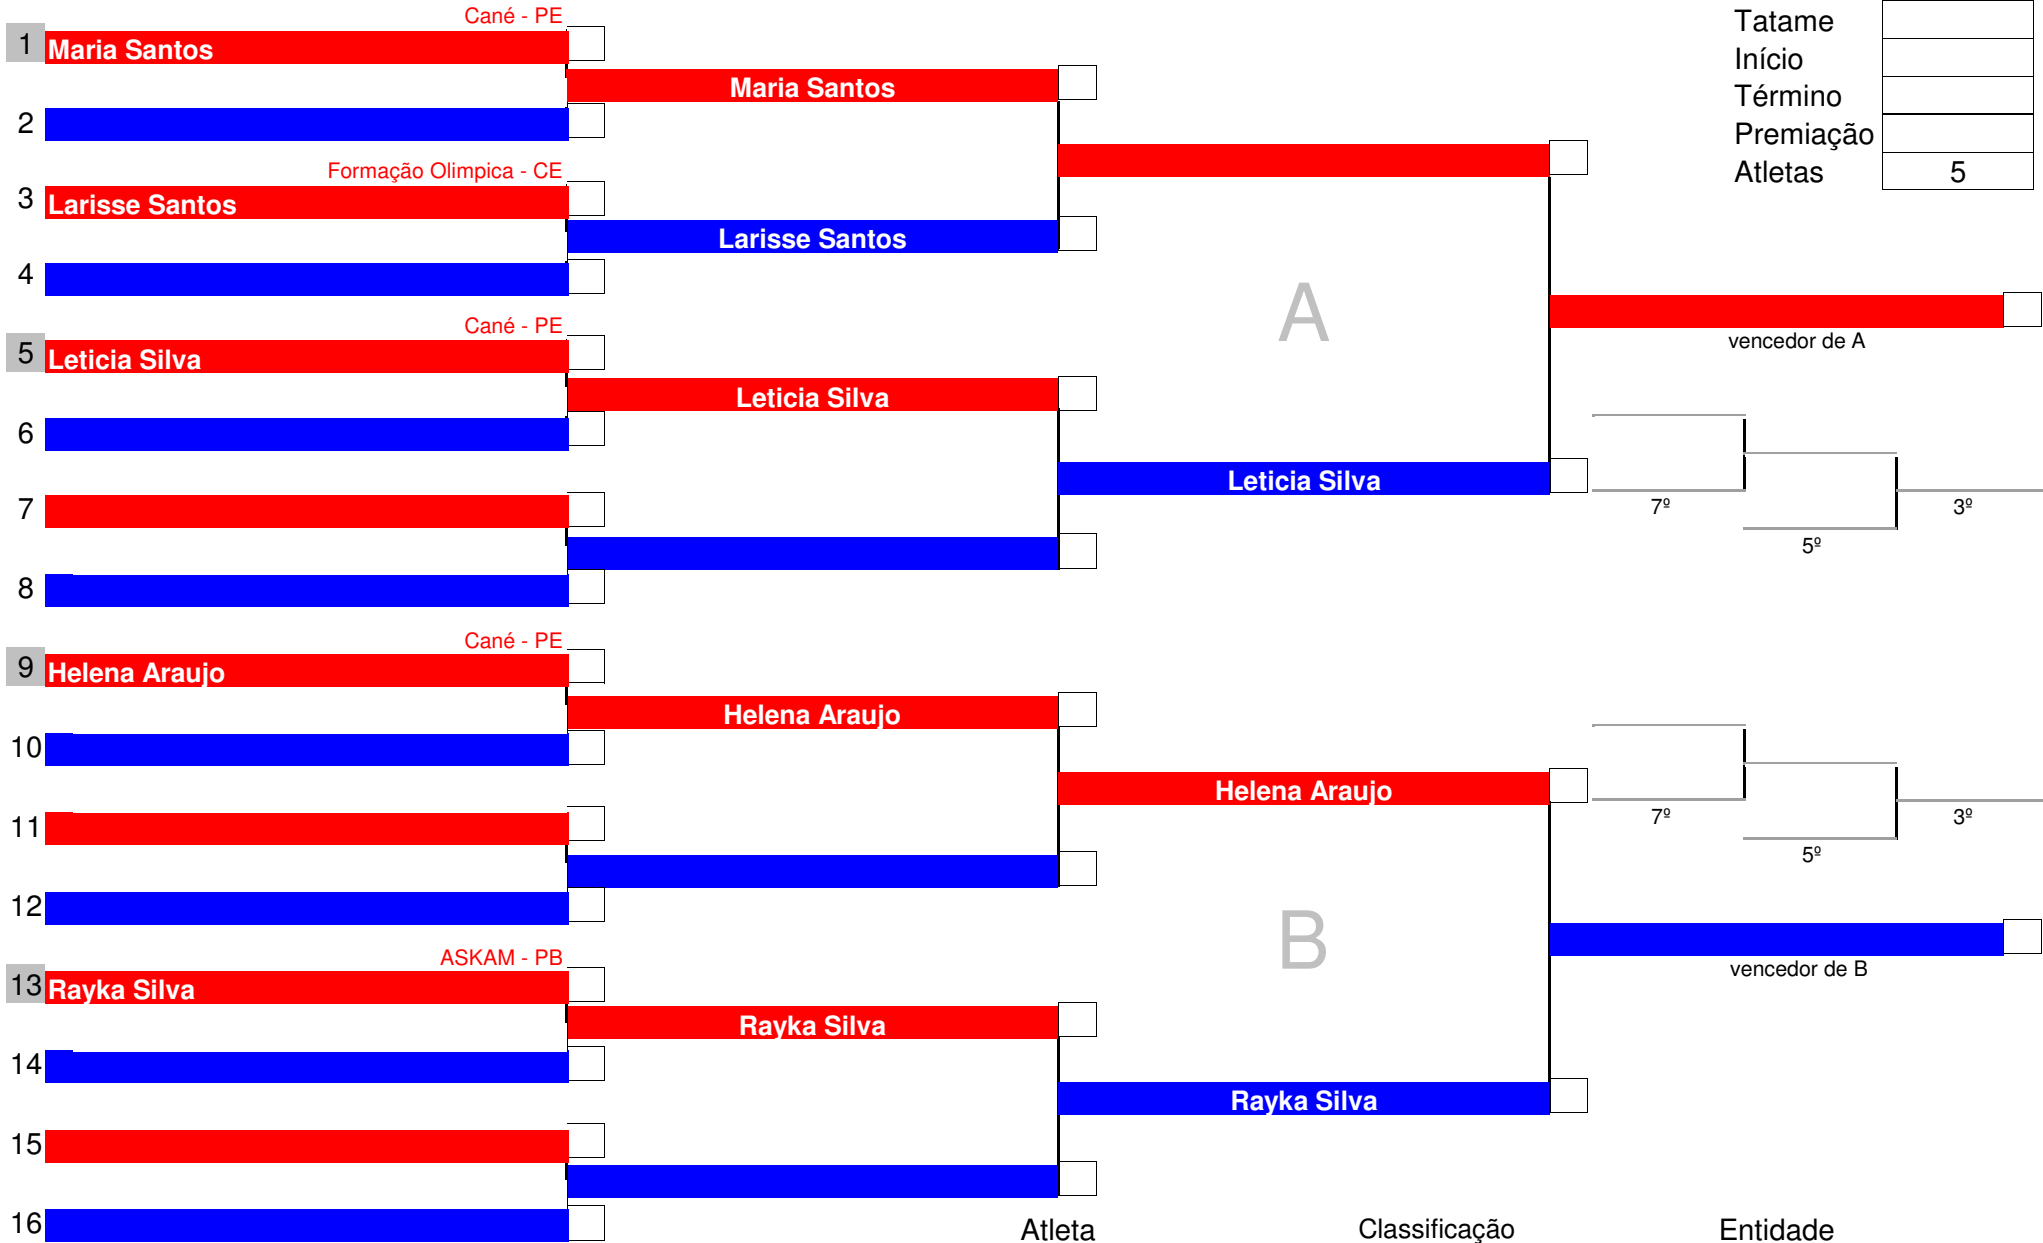 Cané - PE
1 Maria Santos
Maria Santos
2
Formação Olimpica - CE
3 Larisse Santos
Larisse Santos
4
Cané - PE
5 Leticia Silva
Leticia Silva
6
Leticia Silva
7
8
Cané - PE
9 Helena Araujo
Helena Araujo
10
Helena Araujo
11
12
ASKAM - PB
13 Rayka Silva
Rayka Silva
14
Rayka Silva
15
16
A
B
Tatame
Início
Término
Premiação
Atletas 5
vencedor de A
7º
5º
3º
7º
5º
3º
vencedor de B
Atleta Classificação Entidade